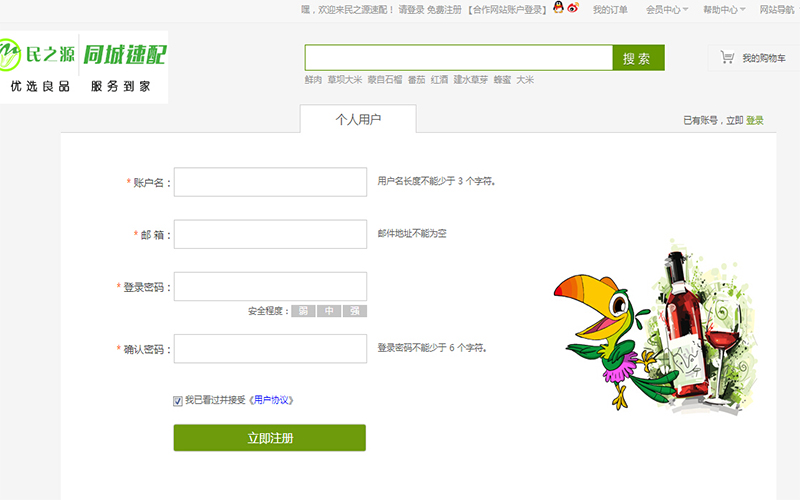 嘿，欢迎来民之源速配！ 请登录 免费注册 【合作网站账户登录】 我的订单 会员中心 帮助中心 网站导航
民之源 同城速配
优选良品 服务到家
搜 索
我的购物车
鲜肉 草坝大米 蒙自石榴 番茄 红酒 建水草芽 蜂蜜 大米
个人用户
已有账号，立即 登录
* 账户名：
用户名长度不能少于 3 个字符。
* 邮 箱：
邮件地址不能为空
* 登录密码：
安全程度： 弱 中 强
* 确认密码：
登录密码不能少于 6 个字符。
我已看过并接受《用户协议》
立即注册